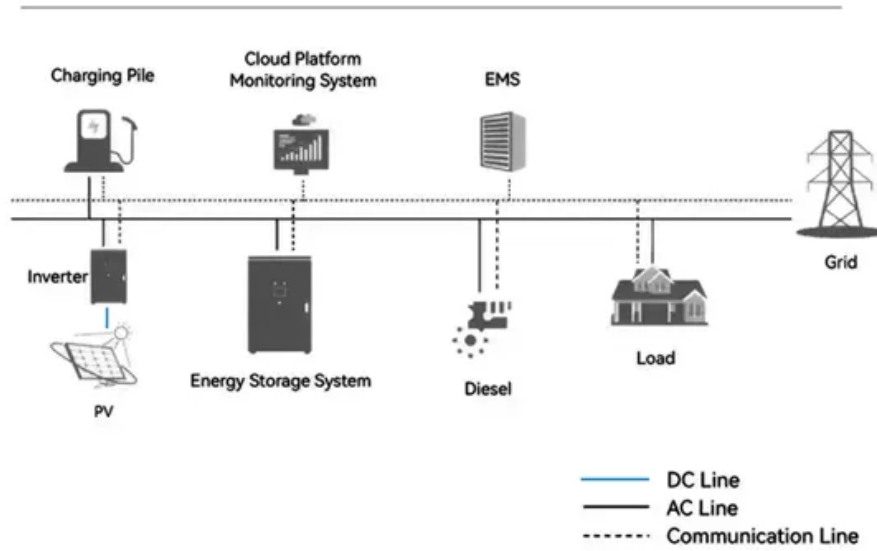 Charging Pile
Cloud Platform
Monitoring System
EMS
Inverter
Grid
Energy Storage System
Load
Diesel
PV
DC Line
AC Line
Communication Line